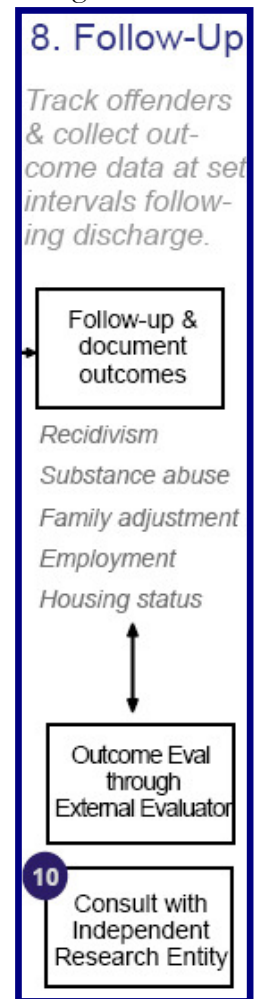 8. Follow-Up
Track offenders
& collect out-
come data at set
intervals follow-
ing discharge.
Follow-up &
document
outcomes
Recidivism
Substance abuse
Family adjustment
Employment
Housing status
Outcome Eval
through
External Evaluator
10
Consult with
Independent
Research Entity